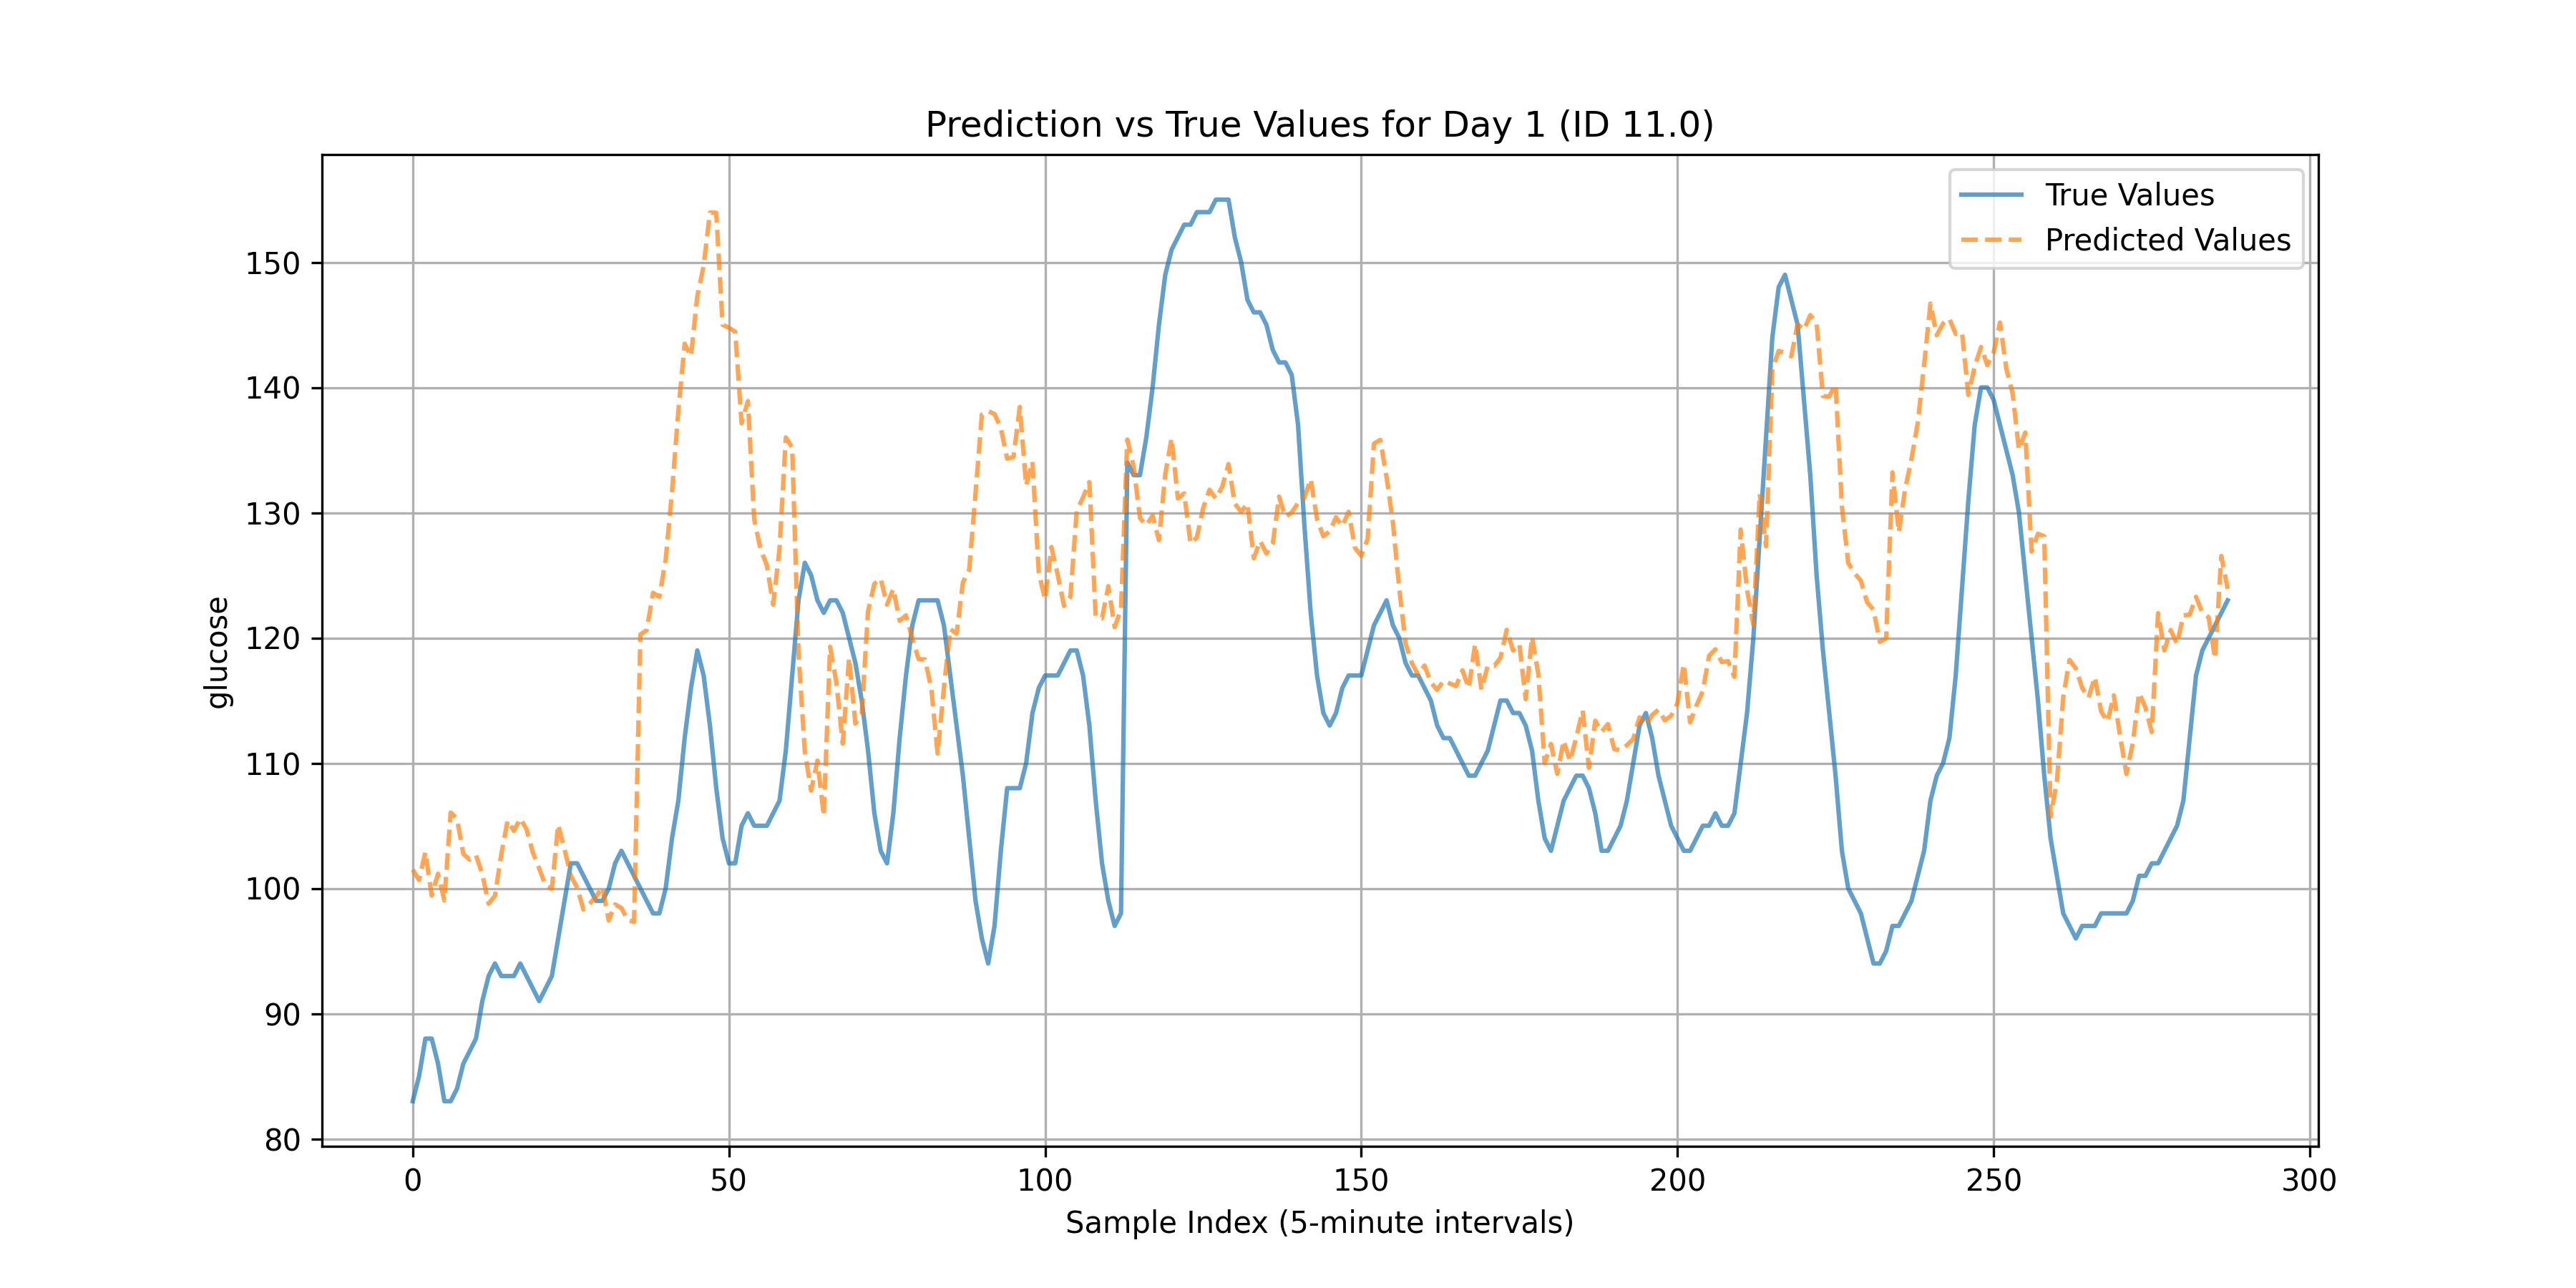 Prediction vs True Values for Day 1 (ID 11.0)
True Values
Predicted Values
150
140
130
120
110
100
90
80
glucose
0 50 100 150 200 250 300
Sample Index (5-minute intervals)